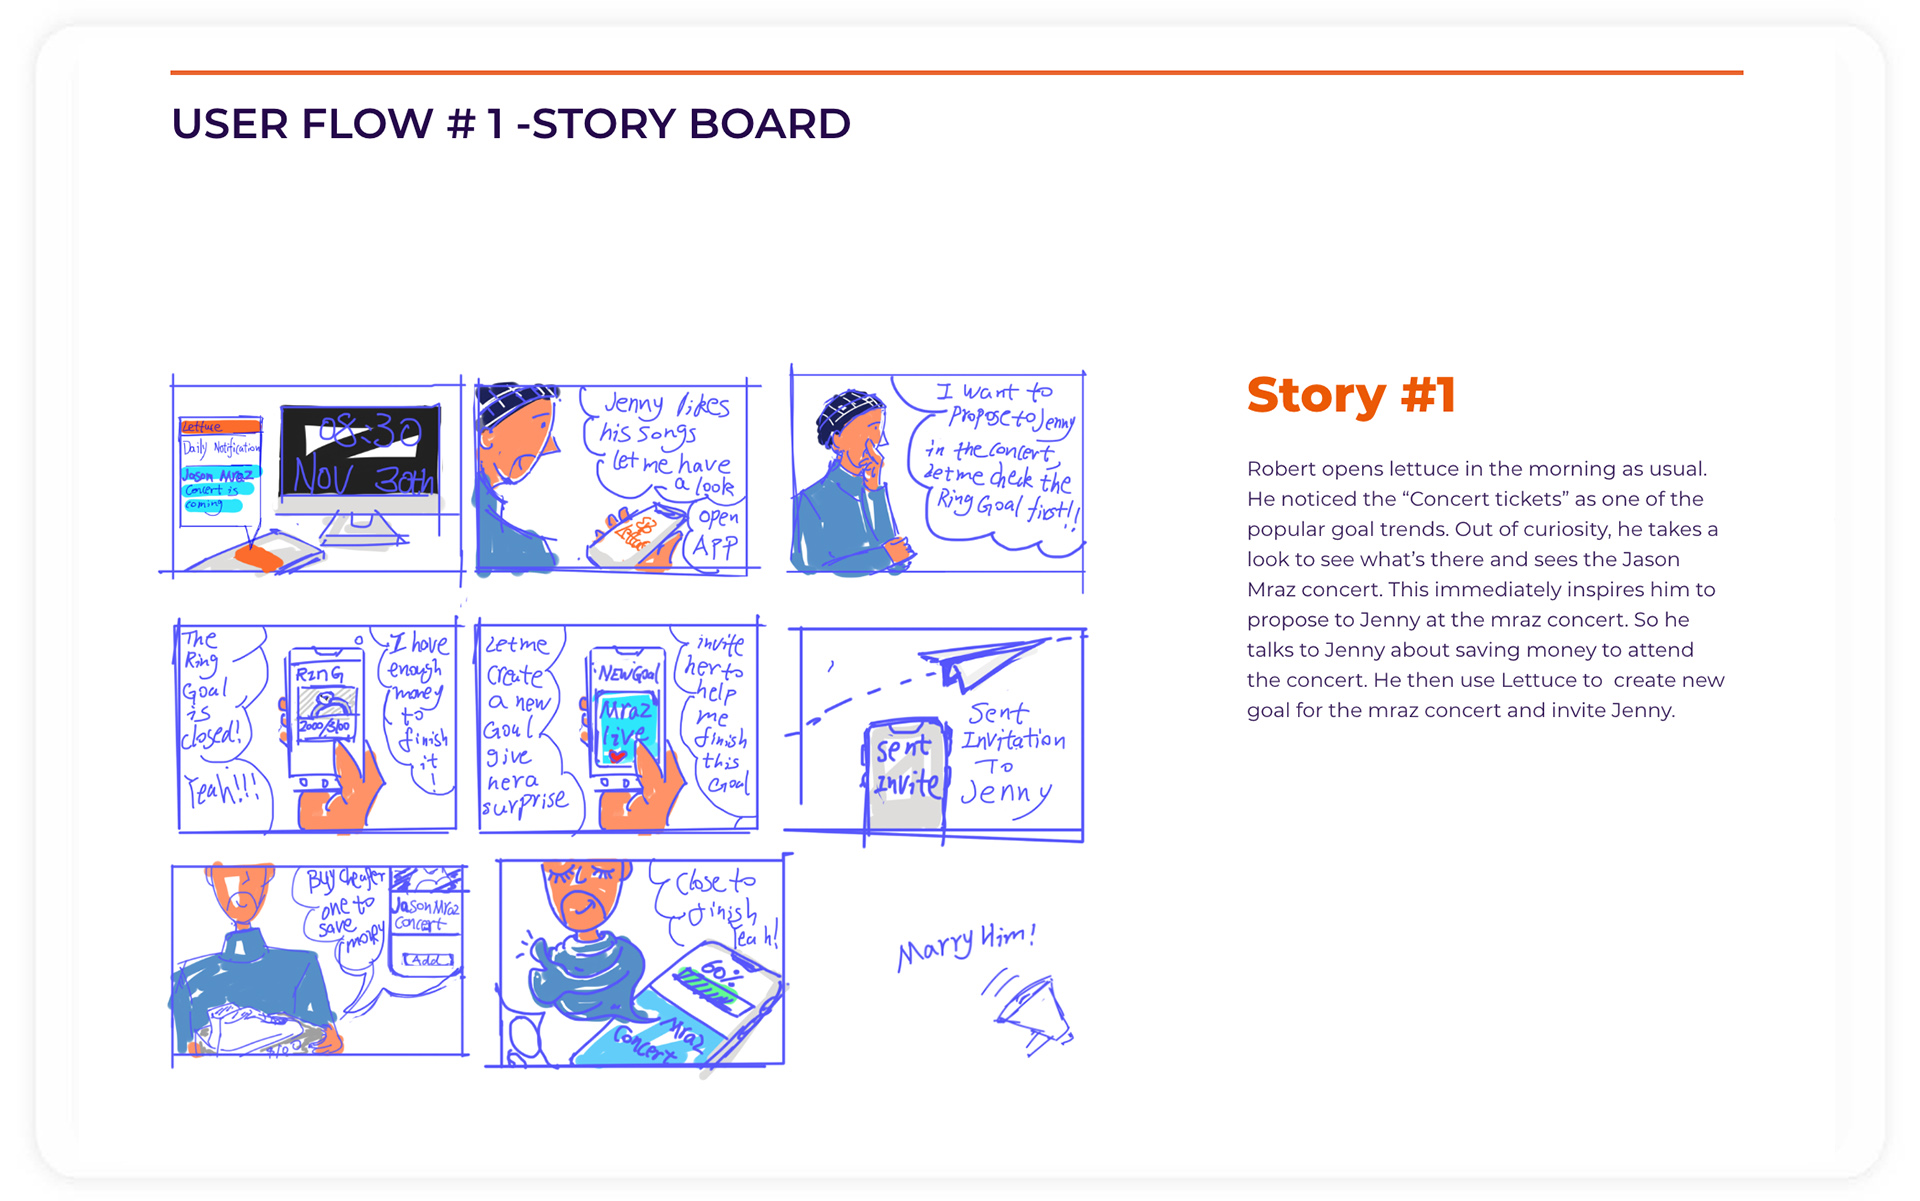 USER FLOW # 1 -STORY BOARD
Lettuce
Daily Notification
Jason Mraz
Concert is
coming
08:30
Nov 30th
Jenny likes
his songs
let me have
a look
open
APP
Lettuce
I want to
propose to Jenny
in the concert,
Let me check the
Ring Goal first!!
The
Ring
Goal
is
closed!
Yeah!!!
RING
2000/3100
I have
enough
money
to
finish
it!
Let me
create
a new
Goal
give
her a
surprise
NEW Goal
Mraz
live
invite
her to
help
me
finish
this
Goal
sent
Invite
Sent
Invitation
To
Jenny
Buy cheaper
one to
save
money
Jason Mraz
Concert
Add
Close to
finish
Yeah!
60%
Mraz
Concert
Marry Him!
Story #1
Robert opens lettuce in the morning as usual.
He noticed the “Concert tickets” as one of the
popular goal trends. Out of curiosity, he takes a
look to see what’s there and sees the Jason
Mraz concert. This immediately inspires him to
propose to Jenny at the mraz concert. So he
talks to Jenny about saving money to attend
the concert. He then use Lettuce to  create new
goal for the mraz concert and invite Jenny.